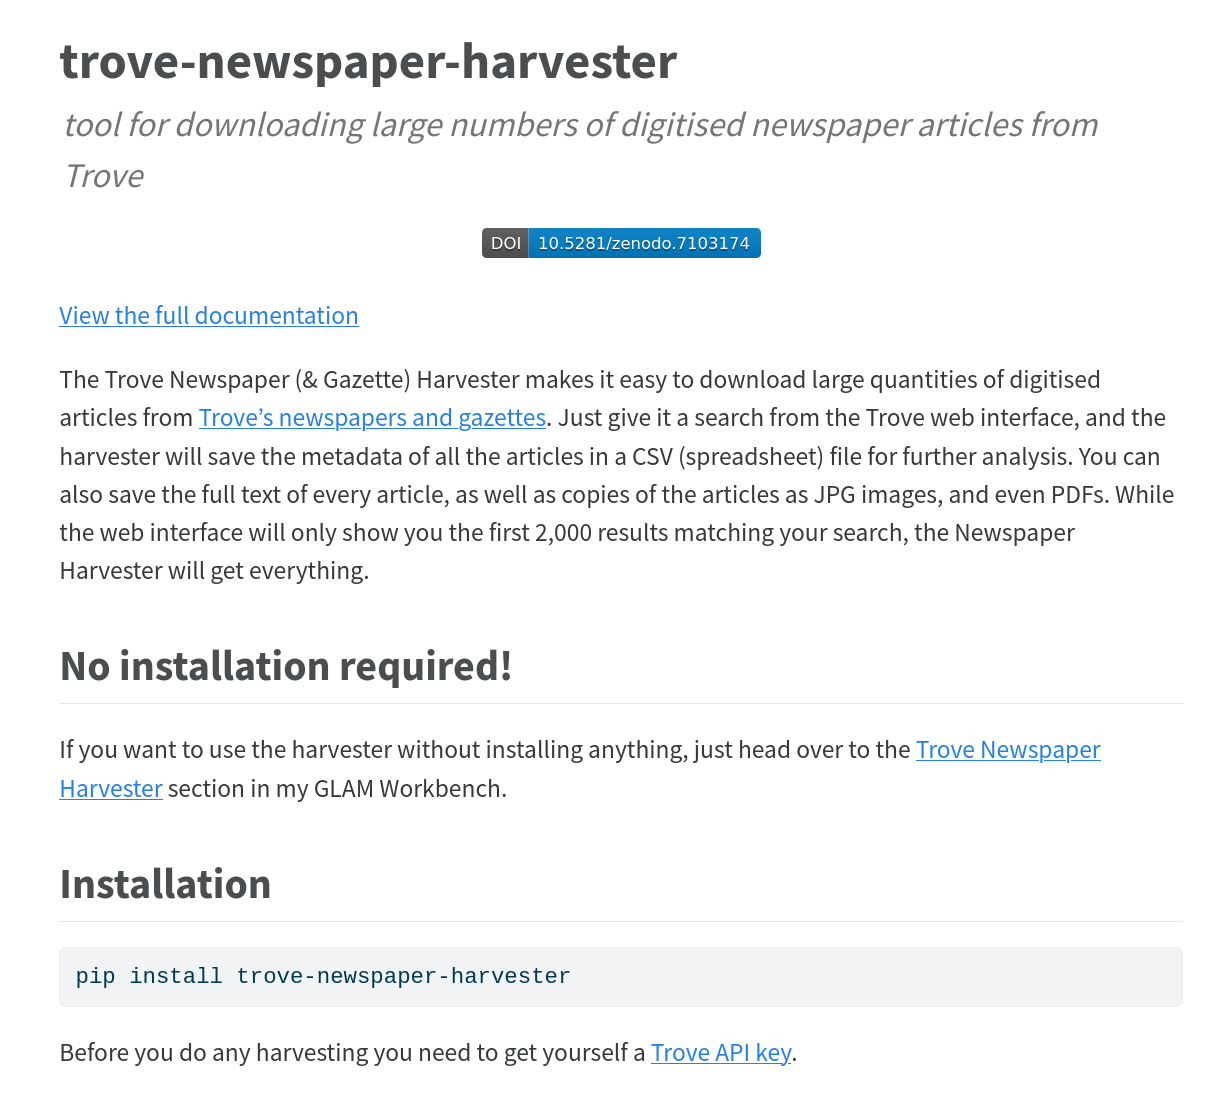 trove-newspaper-harvester
tool for downloading large numbers of digitised newspaper articles from
Trove
DOI 10.5281/zenodo.7103174
View the full documentation
The Trove Newspaper (& Gazette) Harvester makes it easy to download large quantities of digitised
articles from Trove’s newspapers and gazettes. Just give it a search from the Trove web interface, and the
harvester will save the metadata of all the articles in a CSV (spreadsheet) file for further analysis. You can
also save the full text of every article, as well as copies of the articles as JPG images, and even PDFs. While
the web interface will only show you the first 2,000 results matching your search, the Newspaper
Harvester will get everything.
No installation required!
If you want to use the harvester without installing anything, just head over to the Trove Newspaper
Harvester section in my GLAM Workbench.
Installation
pip install trove-newspaper-harvester
Before you do any harvesting you need to get yourself a Trove API key.